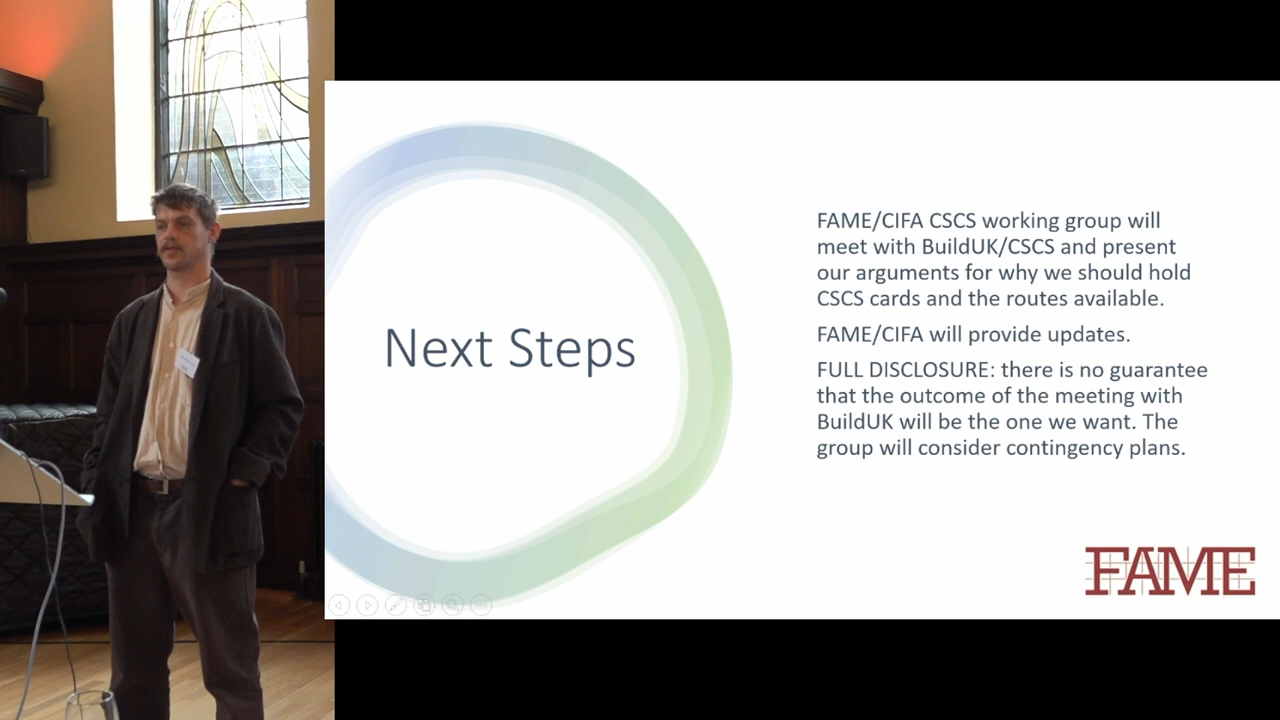 Next Steps
FAME/CIFA CSCS working group will
meet with BuildUK/CSCS and present
our arguments for why we should hold
CSCS cards and the routes available.
FAME/CIFA will provide updates.
FULL DISCLOSURE: there is no guarantee
that the outcome of the meeting with
BuildUK will be the one we want. The
group will consider contingency plans.
FAME